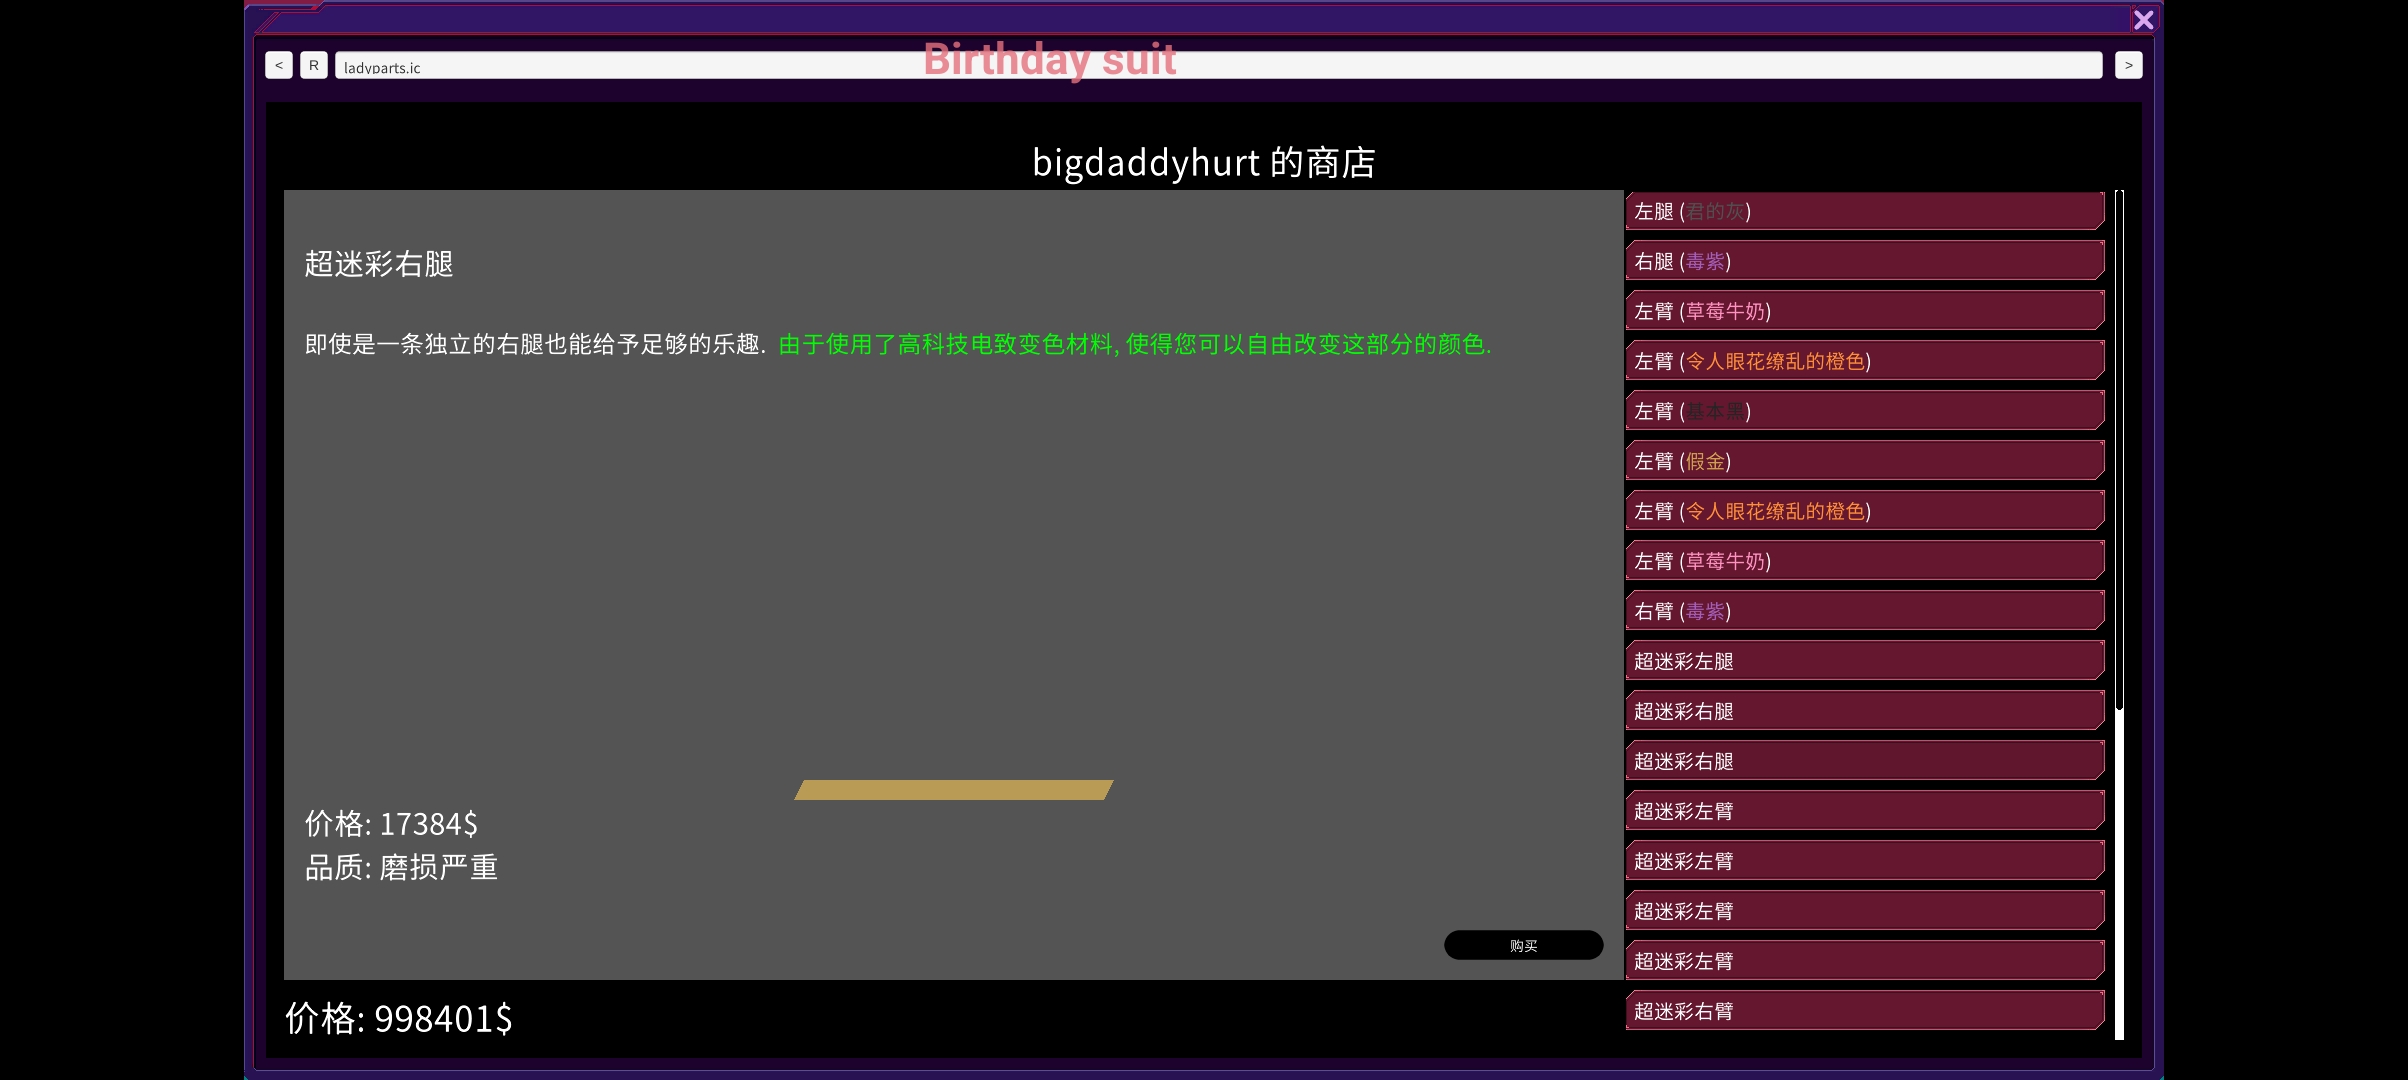 Birthday suit
< R ladyparts.ic >
bigdaddyhurt 的商店
超迷彩右腿
即使是一条独立的右腿也能给予足够的乐趣. 由于使用了高科技电致变色材料, 使得您可以自由改变这部分的颜色.
价格: 17384$
品质: 磨损严重
购买
价格: 998401$
左腿 (君的灰)
右腿 (毒紫)
左臂 (草莓牛奶)
左臂 (令人眼花缭乱的橙色)
左臂 (基本黑)
左臂 (假金)
左臂 (令人眼花缭乱的橙色)
左臂 (草莓牛奶)
右臂 (毒紫)
超迷彩左腿
超迷彩右腿
超迷彩右腿
超迷彩左臂
超迷彩左臂
超迷彩左臂
超迷彩左臂
超迷彩右臂